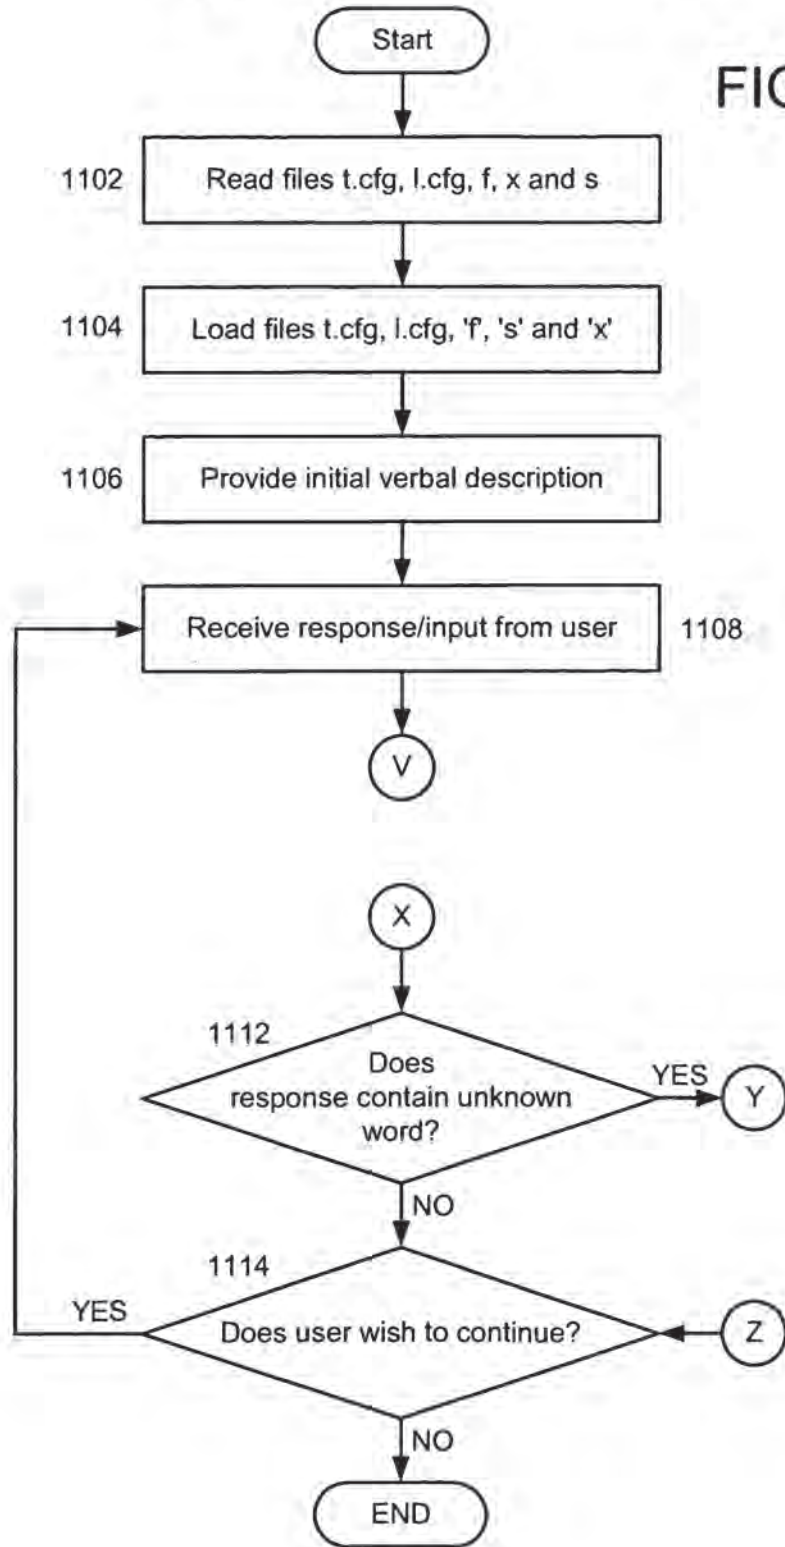 Start
FIG
1102
Read files t.cfg, l.cfg, f, x and s
1104
Load files t.cfg, l.cfg, 'f', 's' and 'x'
1106
Provide initial verbal description
Receive response/input from user
1108
V
X
1112
Does
response contain unknown
word?
YES
Y
NO
1114
YES
Does user wish to continue?
Z
NO
END